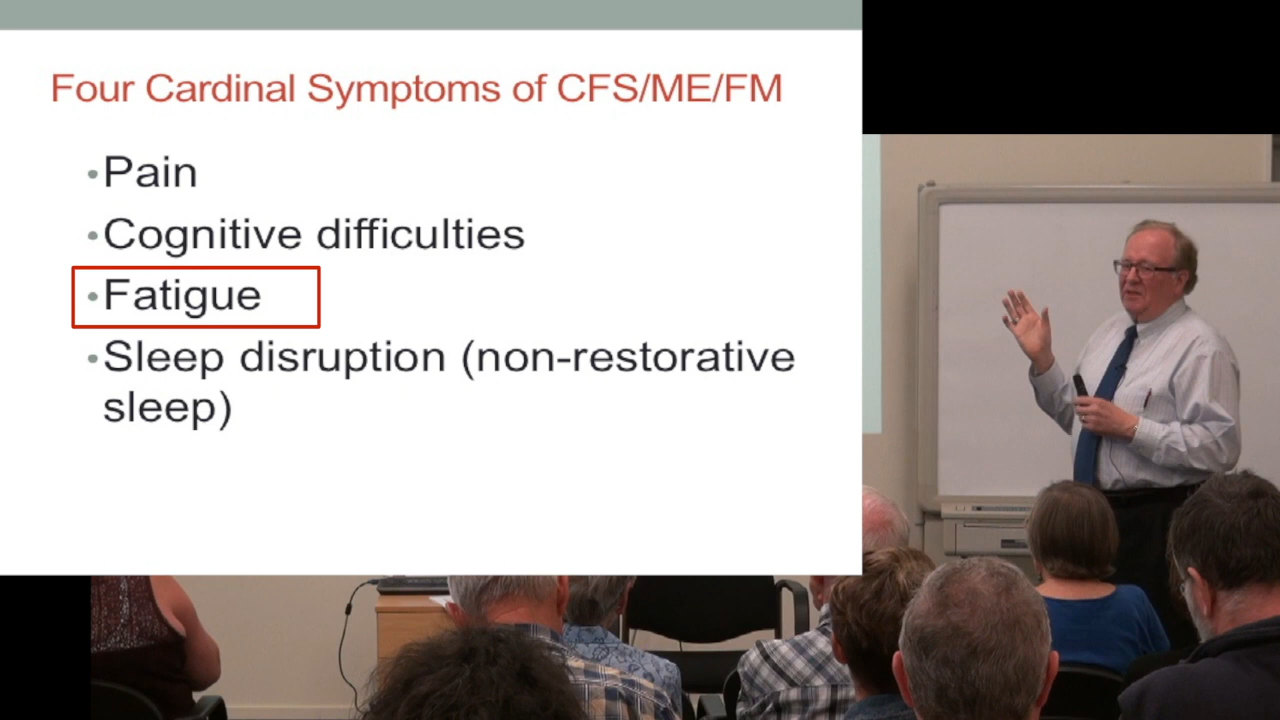 Four Cardinal Symptoms of CFS/ME/FM
•Pain
•Cognitive difficulties
•Fatigue
•Sleep disruption (non-restorative
sleep)